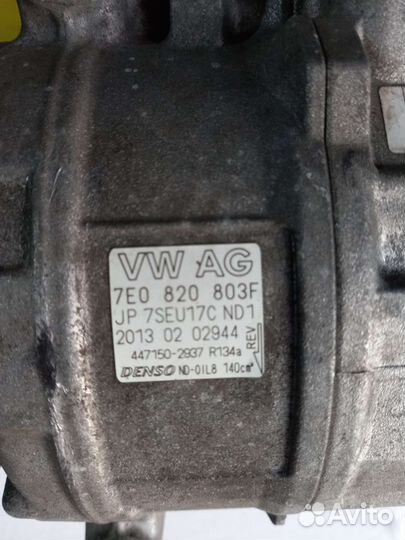 VW AG
7E0 820 803F
JP 7SEU17C ND1
2013 02 02944
447150-2937 R134a
DENSO ND-OIL8 140cm³
REV
Avito